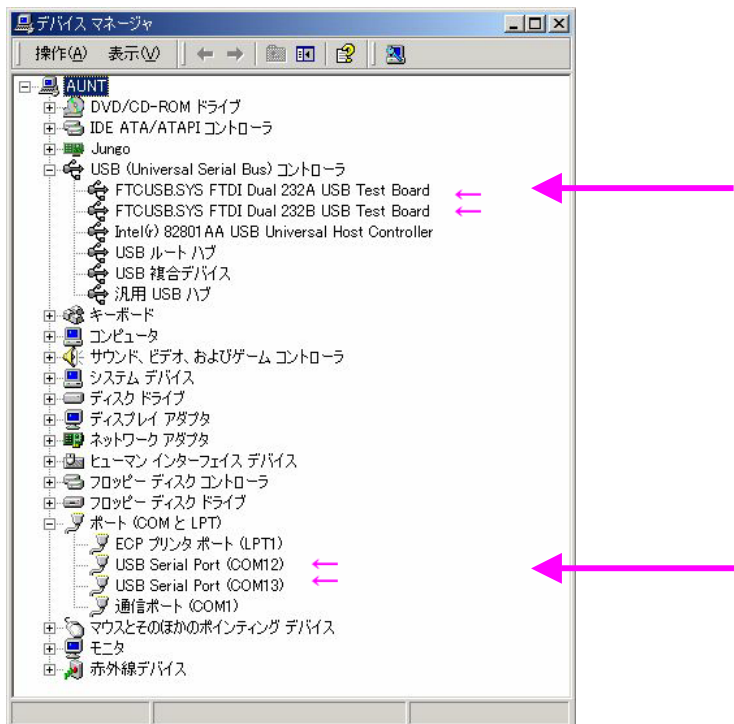 デバイス マネージャ
操作(A) 表示(V)
AUNT
DVD/CD-ROM ドライブ
IDE ATA/ATAPI コントローラ
Jungo
USB (Universal Serial Bus) コントローラ
FTCUSB.SYS FTDI Dual 232A USB Test Board ←
FTCUSB.SYS FTDI Dual 232B USB Test Board ←
Intel(r) 82801AA USB Universal Host Controller
USB ルート ハブ
USB 複合デバイス
汎用 USB ハブ
キーボード
コンピュータ
サウンド、ビデオ、およびゲーム コントローラ
システム デバイス
ディスク ドライブ
ディスプレイ アダプタ
ネットワーク アダプタ
ヒューマン インターフェイス デバイス
フロッピー ディスク コントローラ
フロッピー ディスク ドライブ
ポート (COM と LPT)
ECP プリンタ ポート (LPT1)
USB Serial Port (COM12) ←
USB Serial Port (COM13) ←
通信ポート (COM1)
マウスとそのほかのポインティング デバイス
モニタ
赤外線デバイス